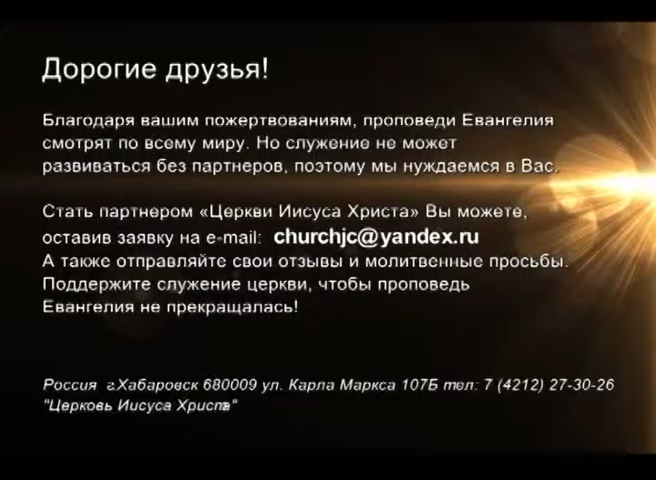 Дорогие друзья!
Благодаря вашим пожертвованиям, проповеди Евангелия
смотрят по всему миру. Но служение не может
развиваться без партнеров, поэтому мы нуждаемся в Вас.
Стать партнером «Церкви Иисуса Христа» Вы можете,
оставив заявку на e-mail: churchjc@yandex.ru
А также отправляйте свои отзывы и молитвенные просьбы.
Поддержите служение церкви, чтобы проповедь
Евангелия не прекращалась!
Россия г.Хабаровск 680009 ул. Карла Маркса 107Б тел: 7 (4212) 27-30-26
"Церковь Иисуса Христа"